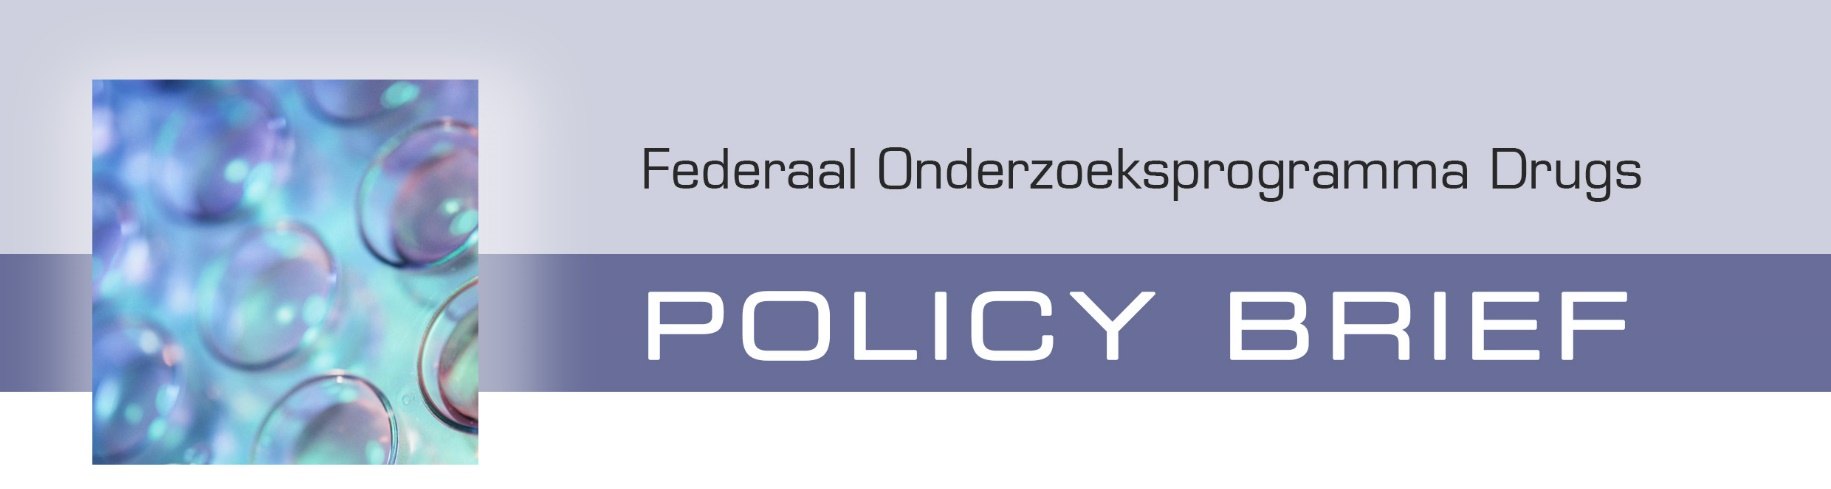 Federaal Onderzoeksprogramma Drugs
POLICY BRIEF